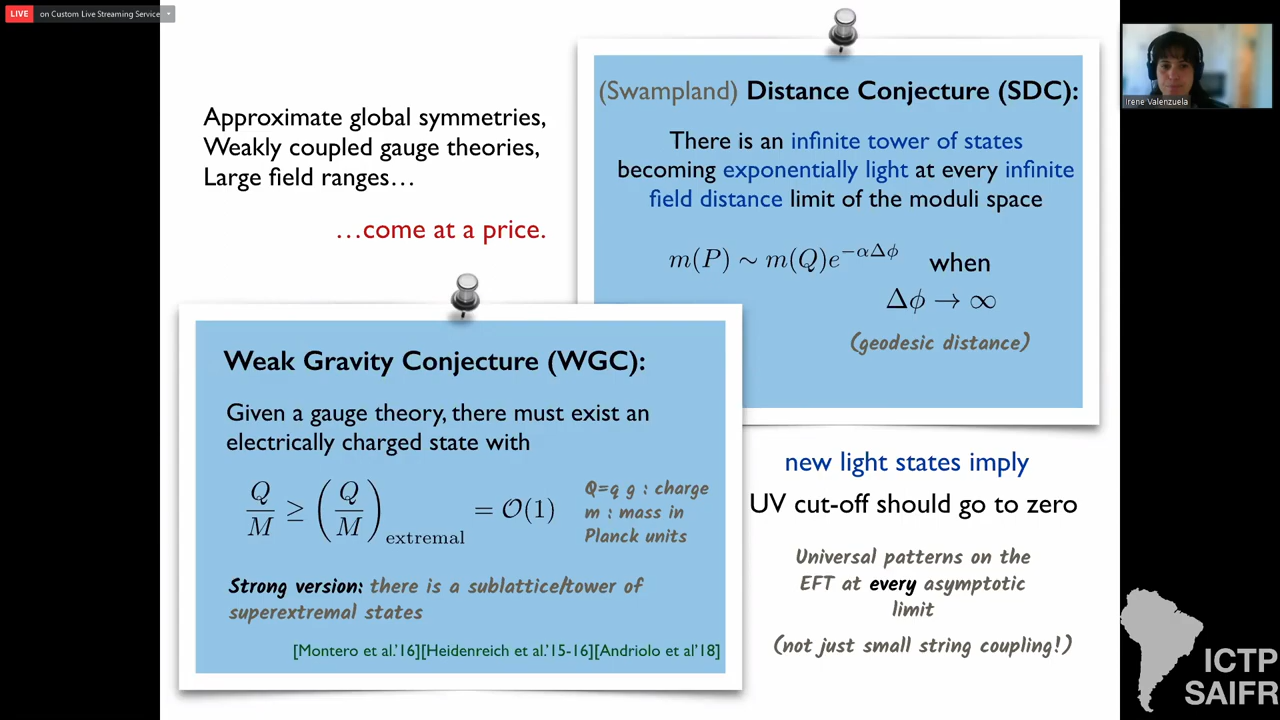 LIVE on Custom Live Streaming Service
Irene Valenzuela
Approximate global symmetries,
Weakly coupled gauge theories,
Large field ranges…
…come at a price.
(Swampland) Distance Conjecture (SDC):
There is an infinite tower of states
becoming exponentially light at every infinite
field distance limit of the moduli space
m(P) ∼ m(Q)e^{−αΔϕ} when
Δϕ → ∞
(geodesic distance)
Weak Gravity Conjecture (WGC):
Given a gauge theory, there must exist an
electrically charged state with
Q/M ≥ (Q/M)_extremal = O(1)
Q=q g : charge
m : mass in
Planck units
Strong version: there is a sublattice/tower of
superextremal states
[Montero et al.'16][Heidenreich et al.'15-16][Andriolo et al'18]
new light states imply
UV cut-off should go to zero
Universal patterns on the
EFT at every asymptotic
limit
(not just small string coupling!)
ICTP
SAIFR